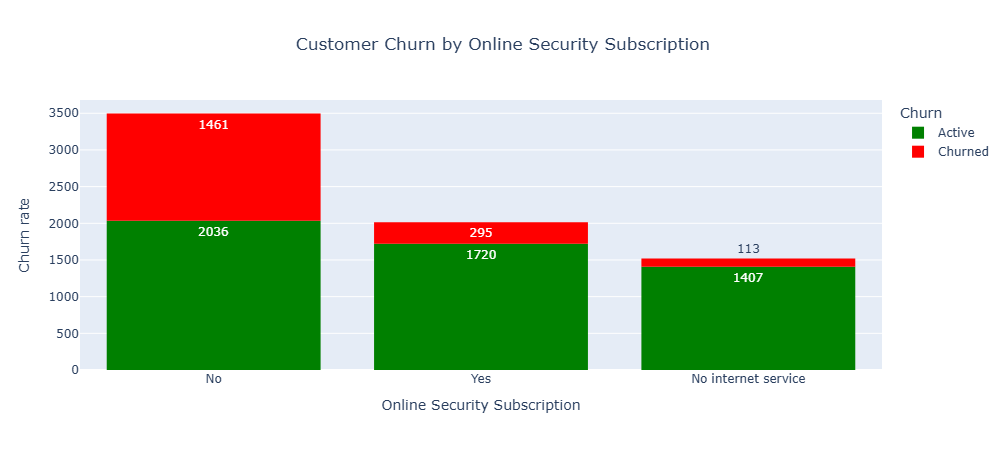 Customer Churn by Online Security Subscription
Churn
Active
Churned
Churn rate
3500
3000
2500
2000
1500
1000
500
0
1461
2036
295
1720
113
1407
No
Yes
No internet service
Online Security Subscription